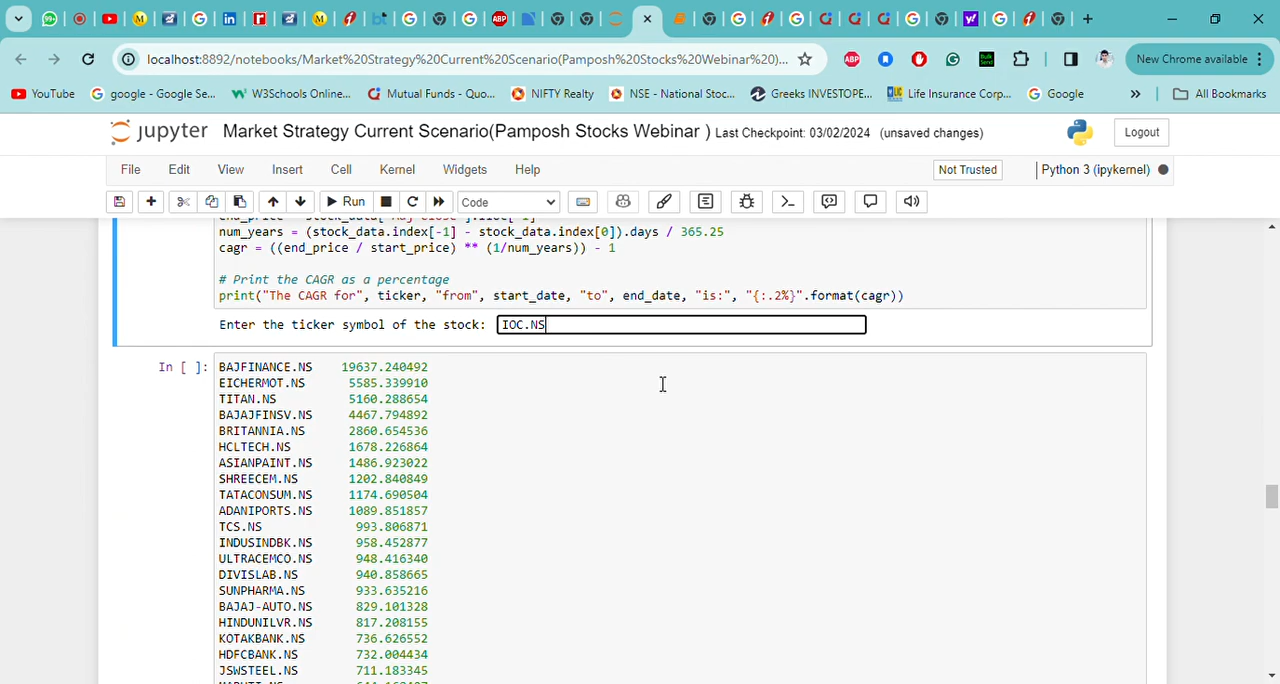 localhost:8892/notebooks/Market%20Strategy%20Current%20Scenario(Pamposh%20Stocks%20Webinar%20)...
ABP
Bulk Send
New Chrome available
YouTube
google - Google Se...
W3Schools Online...
Mutual Funds - Quo...
NIFTY Realty
NSE - National Stoc...
Greeks INVESTOPE...
Life Insurance Corp...
Google
»
All Bookmarks
jupyter
Market Strategy Current Scenario(Pamposh Stocks Webinar )
Last Checkpoint: 03/02/2024 (unsaved changes)
Logout
File
Edit
View
Insert
Cell
Kernel
Widgets
Help
Not Trusted
Python 3 (ipykernel)
Run
Code
num_years = (stock_data.index[-1] - stock_data.index[0]).days / 365.25
cagr = ((end_price / start_price) ** (1/num_years)) - 1
# Print the CAGR as a percentage
print("The CAGR for", ticker, "from", start_date, "to", end_date, "is:", "{:.2%}".format(cagr))
Enter the ticker symbol of the stock: IOC.NS
In [ ]:
BAJFINANCE.NS 19637.240492
EICHERMOT.NS 5585.339910
TITAN.NS 5160.288654
BAJAJFINSV.NS 4467.794892
BRITANNIA.NS 2860.654536
HCLTECH.NS 1678.226864
ASIANPAINT.NS 1486.923022
SHREECEM.NS 1202.840849
TATACONSUM.NS 1174.690504
ADANIPORTS.NS 1089.851857
TCS.NS 993.806871
INDUSINDBK.NS 958.452877
ULTRACEMCO.NS 948.416340
DIVISLAB.NS 940.858665
SUNPHARMA.NS 933.635216
BAJAJ-AUTO.NS 829.101328
HINDUNILVR.NS 817.208155
KOTAKBANK.NS 736.626552
HDFCBANK.NS 732.004434
JSWSTEEL.NS 711.183345